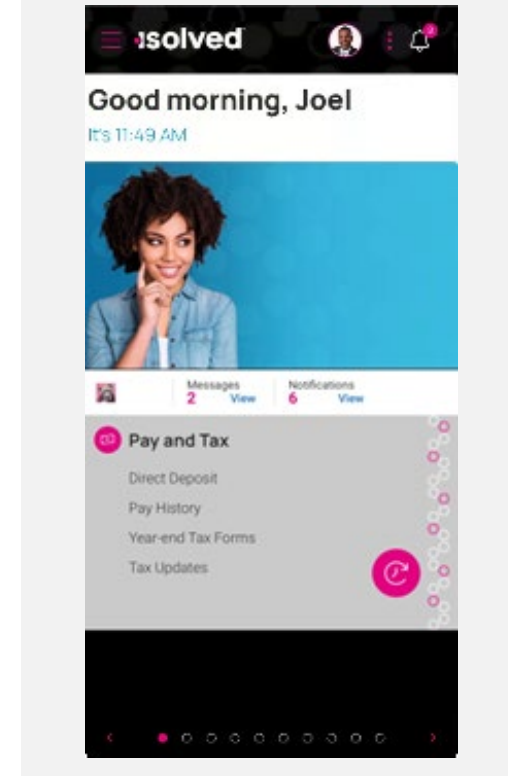 isolved
Good morning, Joel
It's 11:49 AM
Messages
2 View
Notifications
6 View
Pay and Tax
Direct Deposit
Pay History
Year-end Tax Forms
Tax Updates